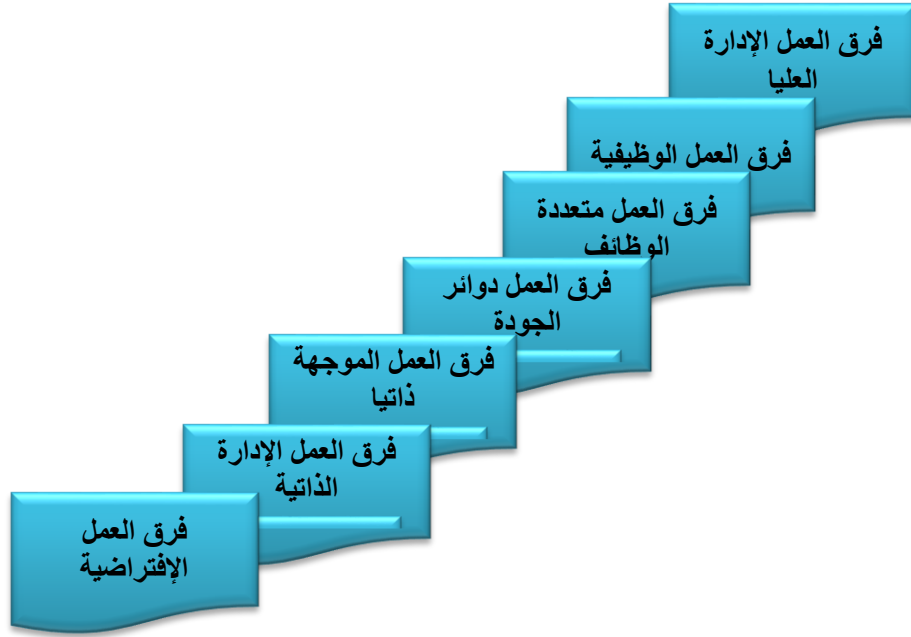 فرق العمل الإدارة
العليا
فرق العمل الوظيفية
فرق العمل متعددة
الوظائف
فرق العمل دوائر
الجودة
فرق العمل الموجهة
ذاتيا
فرق العمل الإدارة
الذاتية
فرق العمل
الإفتراضية